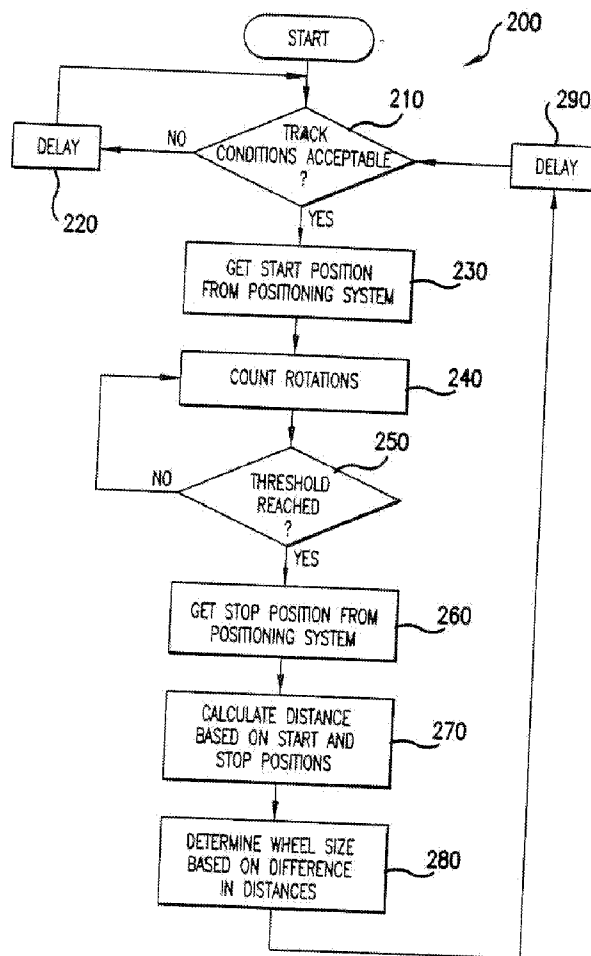 START
200
210
TRACK
CONDITIONS ACCEPTABLE
?
NO
DELAY
220
290
DELAY
YES
GET START POSITION
FROM POSITIONING SYSTEM
230
COUNT ROTATIONS
240
250
THRESHOLD
REACHED
?
NO
YES
GET STOP POSITION FROM
POSITIONING SYSTEM
260
CALCULATE DISTANCE
BASED ON START AND
STOP POSITIONS
270
DETERMINE WHEEL SIZE
BASED ON DIFFERENCE
IN DISTANCES
280